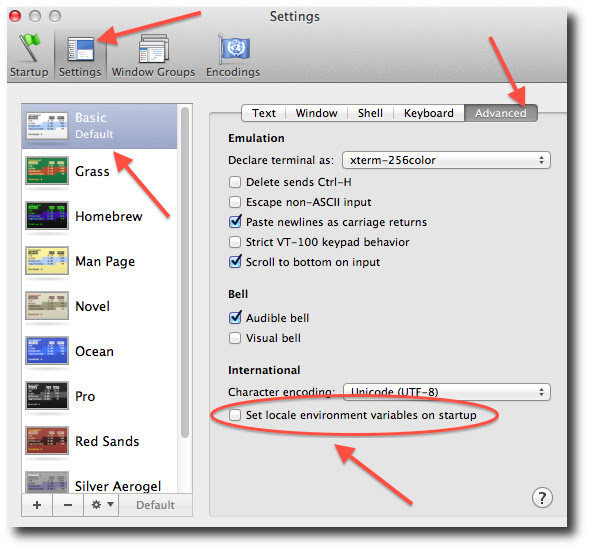 Settings
Startup
Settings
Window Groups
Encodings
Basic
Default
Grass
Homebrew
Man Page
Novel
Ocean
Pro
Red Sands
Silver Aerogel
+ − Default
Text Window Shell Keyboard Advanced
Emulation
Declare terminal as: xterm-256color
Delete sends Ctrl-H
Escape non-ASCII input
Paste newlines as carriage returns
Strict VT-100 keypad behavior
Scroll to bottom on input
Bell
Audible bell
Visual bell
International
Character encoding: Unicode (UTF-8)
Set locale environment variables on startup
?